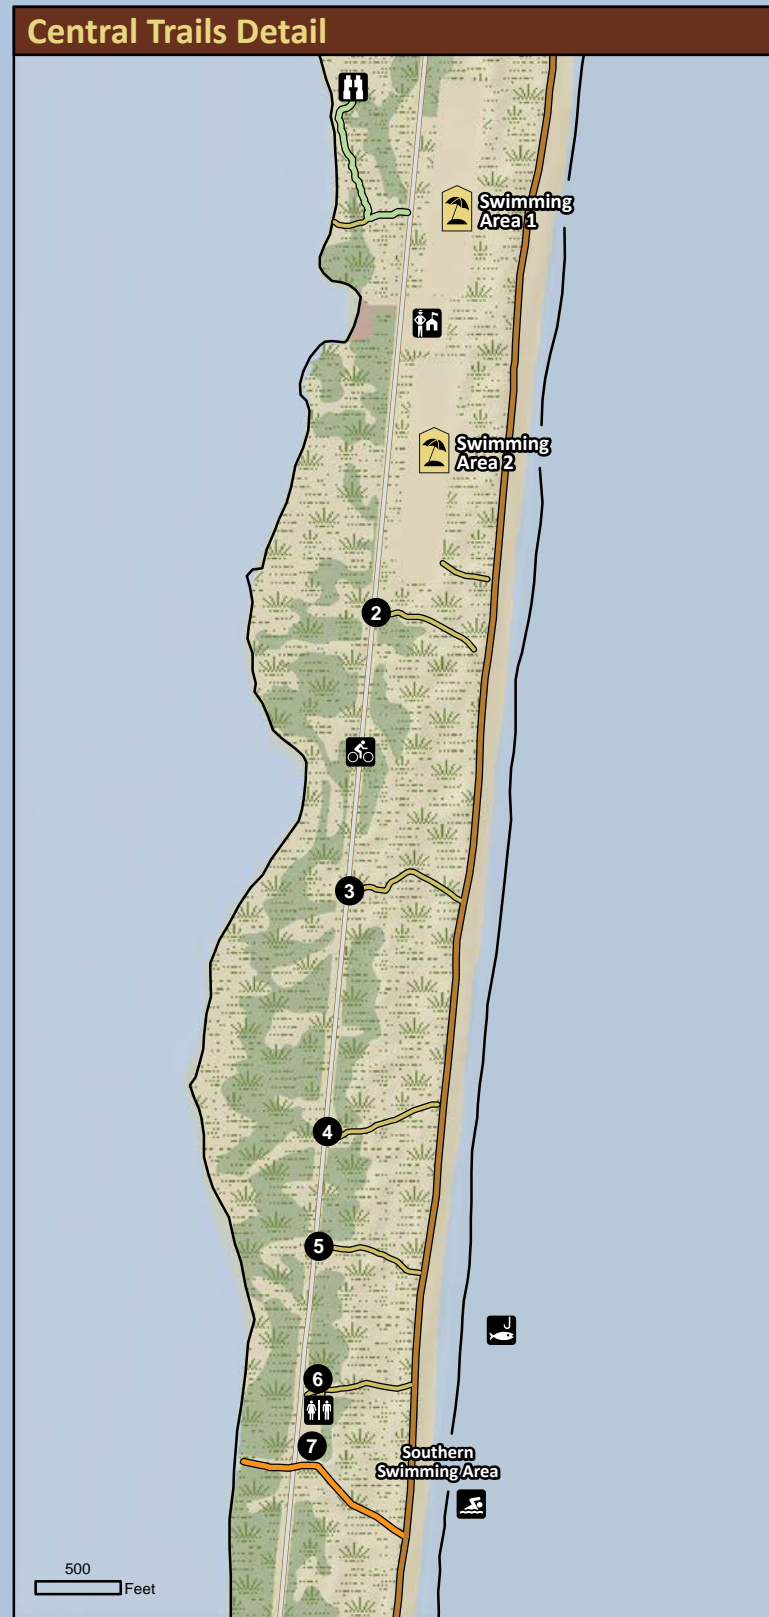 Central Trails Detail
Swimming
Area 1
Swimming
Area 2
2
3
4
5
6
7
Southern
Swimming Area
500
Feet